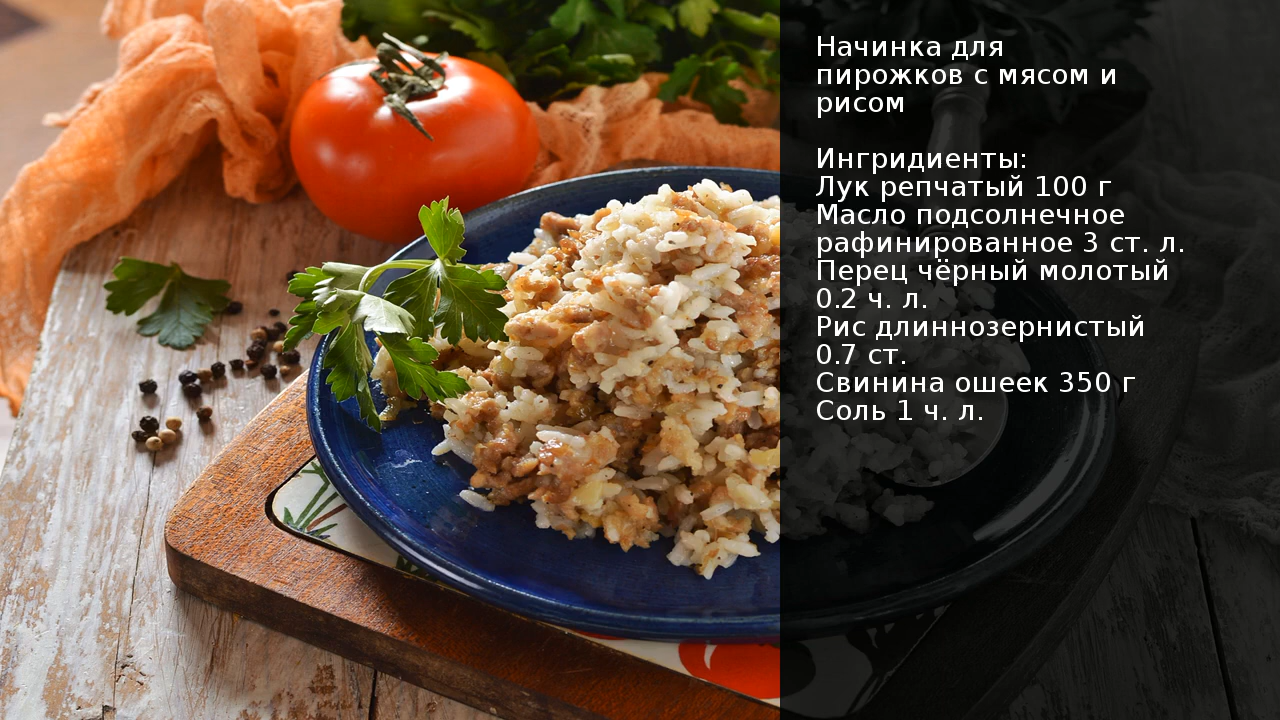 Начинка для
пирожков с мясом и
рисом
Ингридиенты:
Лук репчатый 100 г
Масло подсолнечное
рафинированное 3 ст. л.
Перец чёрный молотый
0.2 ч. л.
Рис длиннозернистый
0.7 ст.
Свинина ошеек 350 г
Соль 1 ч. л.